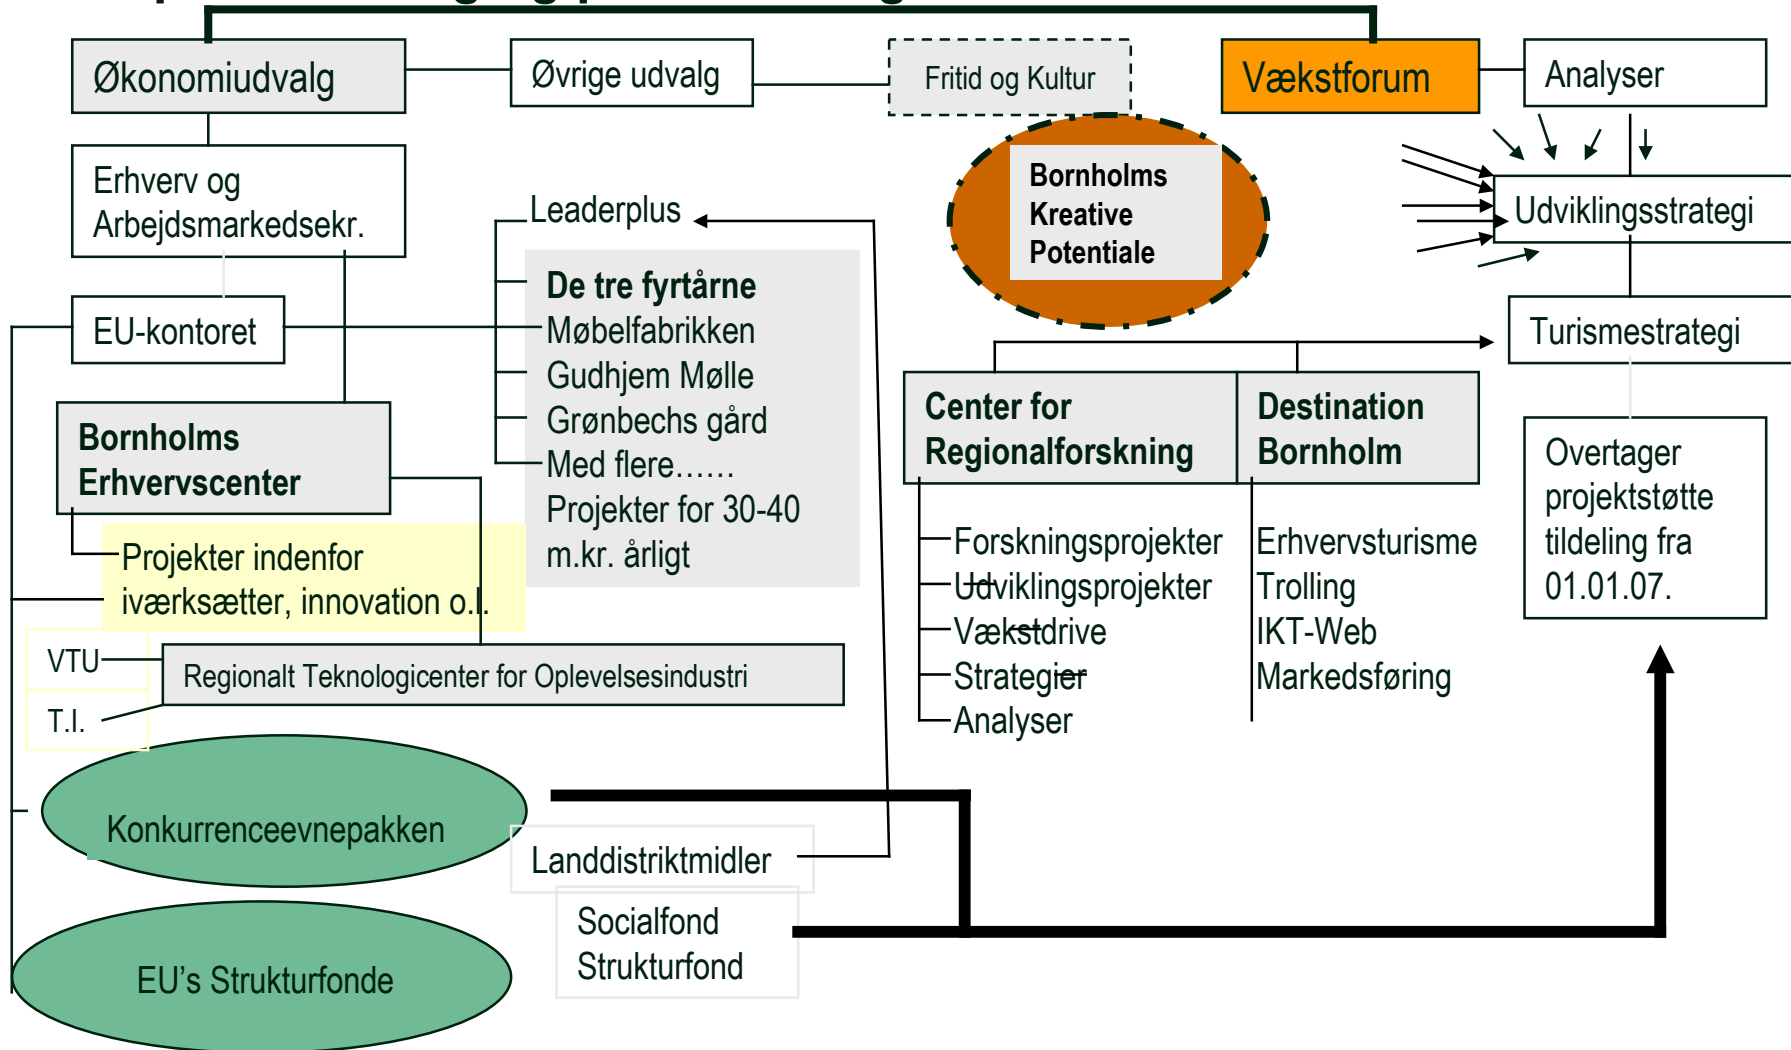 Økonomiudvalg
Øvrige udvalg
Fritid og Kultur
Vækstforum
Analyser
Erhverv og
Arbejdsmarkedsekr.
Leaderplus
Bornholms
Kreative
Potentiale
Udviklingsstrategi
De tre fyrtårne
Møbelfabrikken
Gudhjem Mølle
Grønbechs gård
Med flere……
Projekter for 30-40
m.kr. årligt
EU-kontoret
Turismestrategi
Bornholms
Erhvervscenter
Center for
Regionalforskning
Destination
Bornholm
Overtager
projektstøtte
tildeling fra
01.01.07.
Projekter indenfor
iværksætter, innovation o.l.
Forskningsprojekter
Udviklingsprojekter
Vækstdrive
Strategier
Analyser
Erhvervsturisme
Trolling
IKT-Web
Markedsføring
VTU
T.I.
Regionalt Teknologicenter for Oplevelsesindustri
Konkurrenceevnepakken
Landdistriktmidler
Socialfond
Strukturfond
EU's Strukturfonde